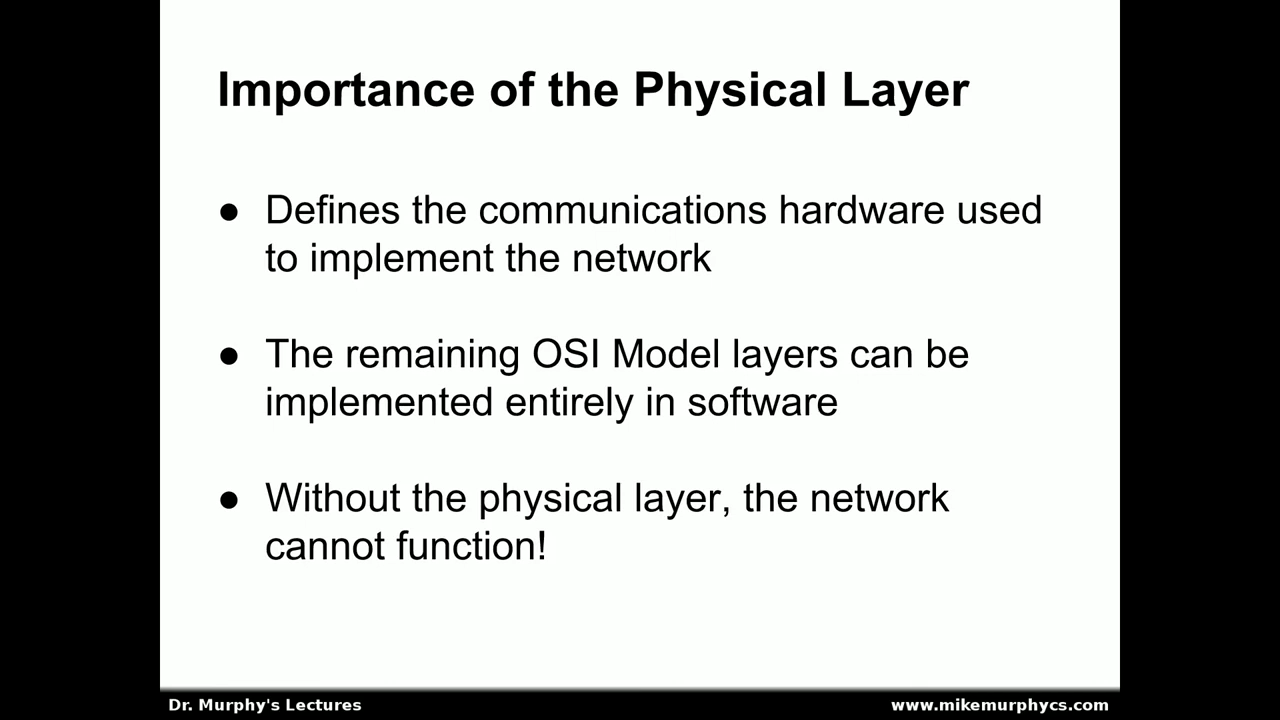 Importance of the Physical Layer
● Defines the communications hardware used
to implement the network
● The remaining OSI Model layers can be
implemented entirely in software
● Without the physical layer, the network
cannot function!
Dr. Murphy's Lectures
www.mikemurphycs.com